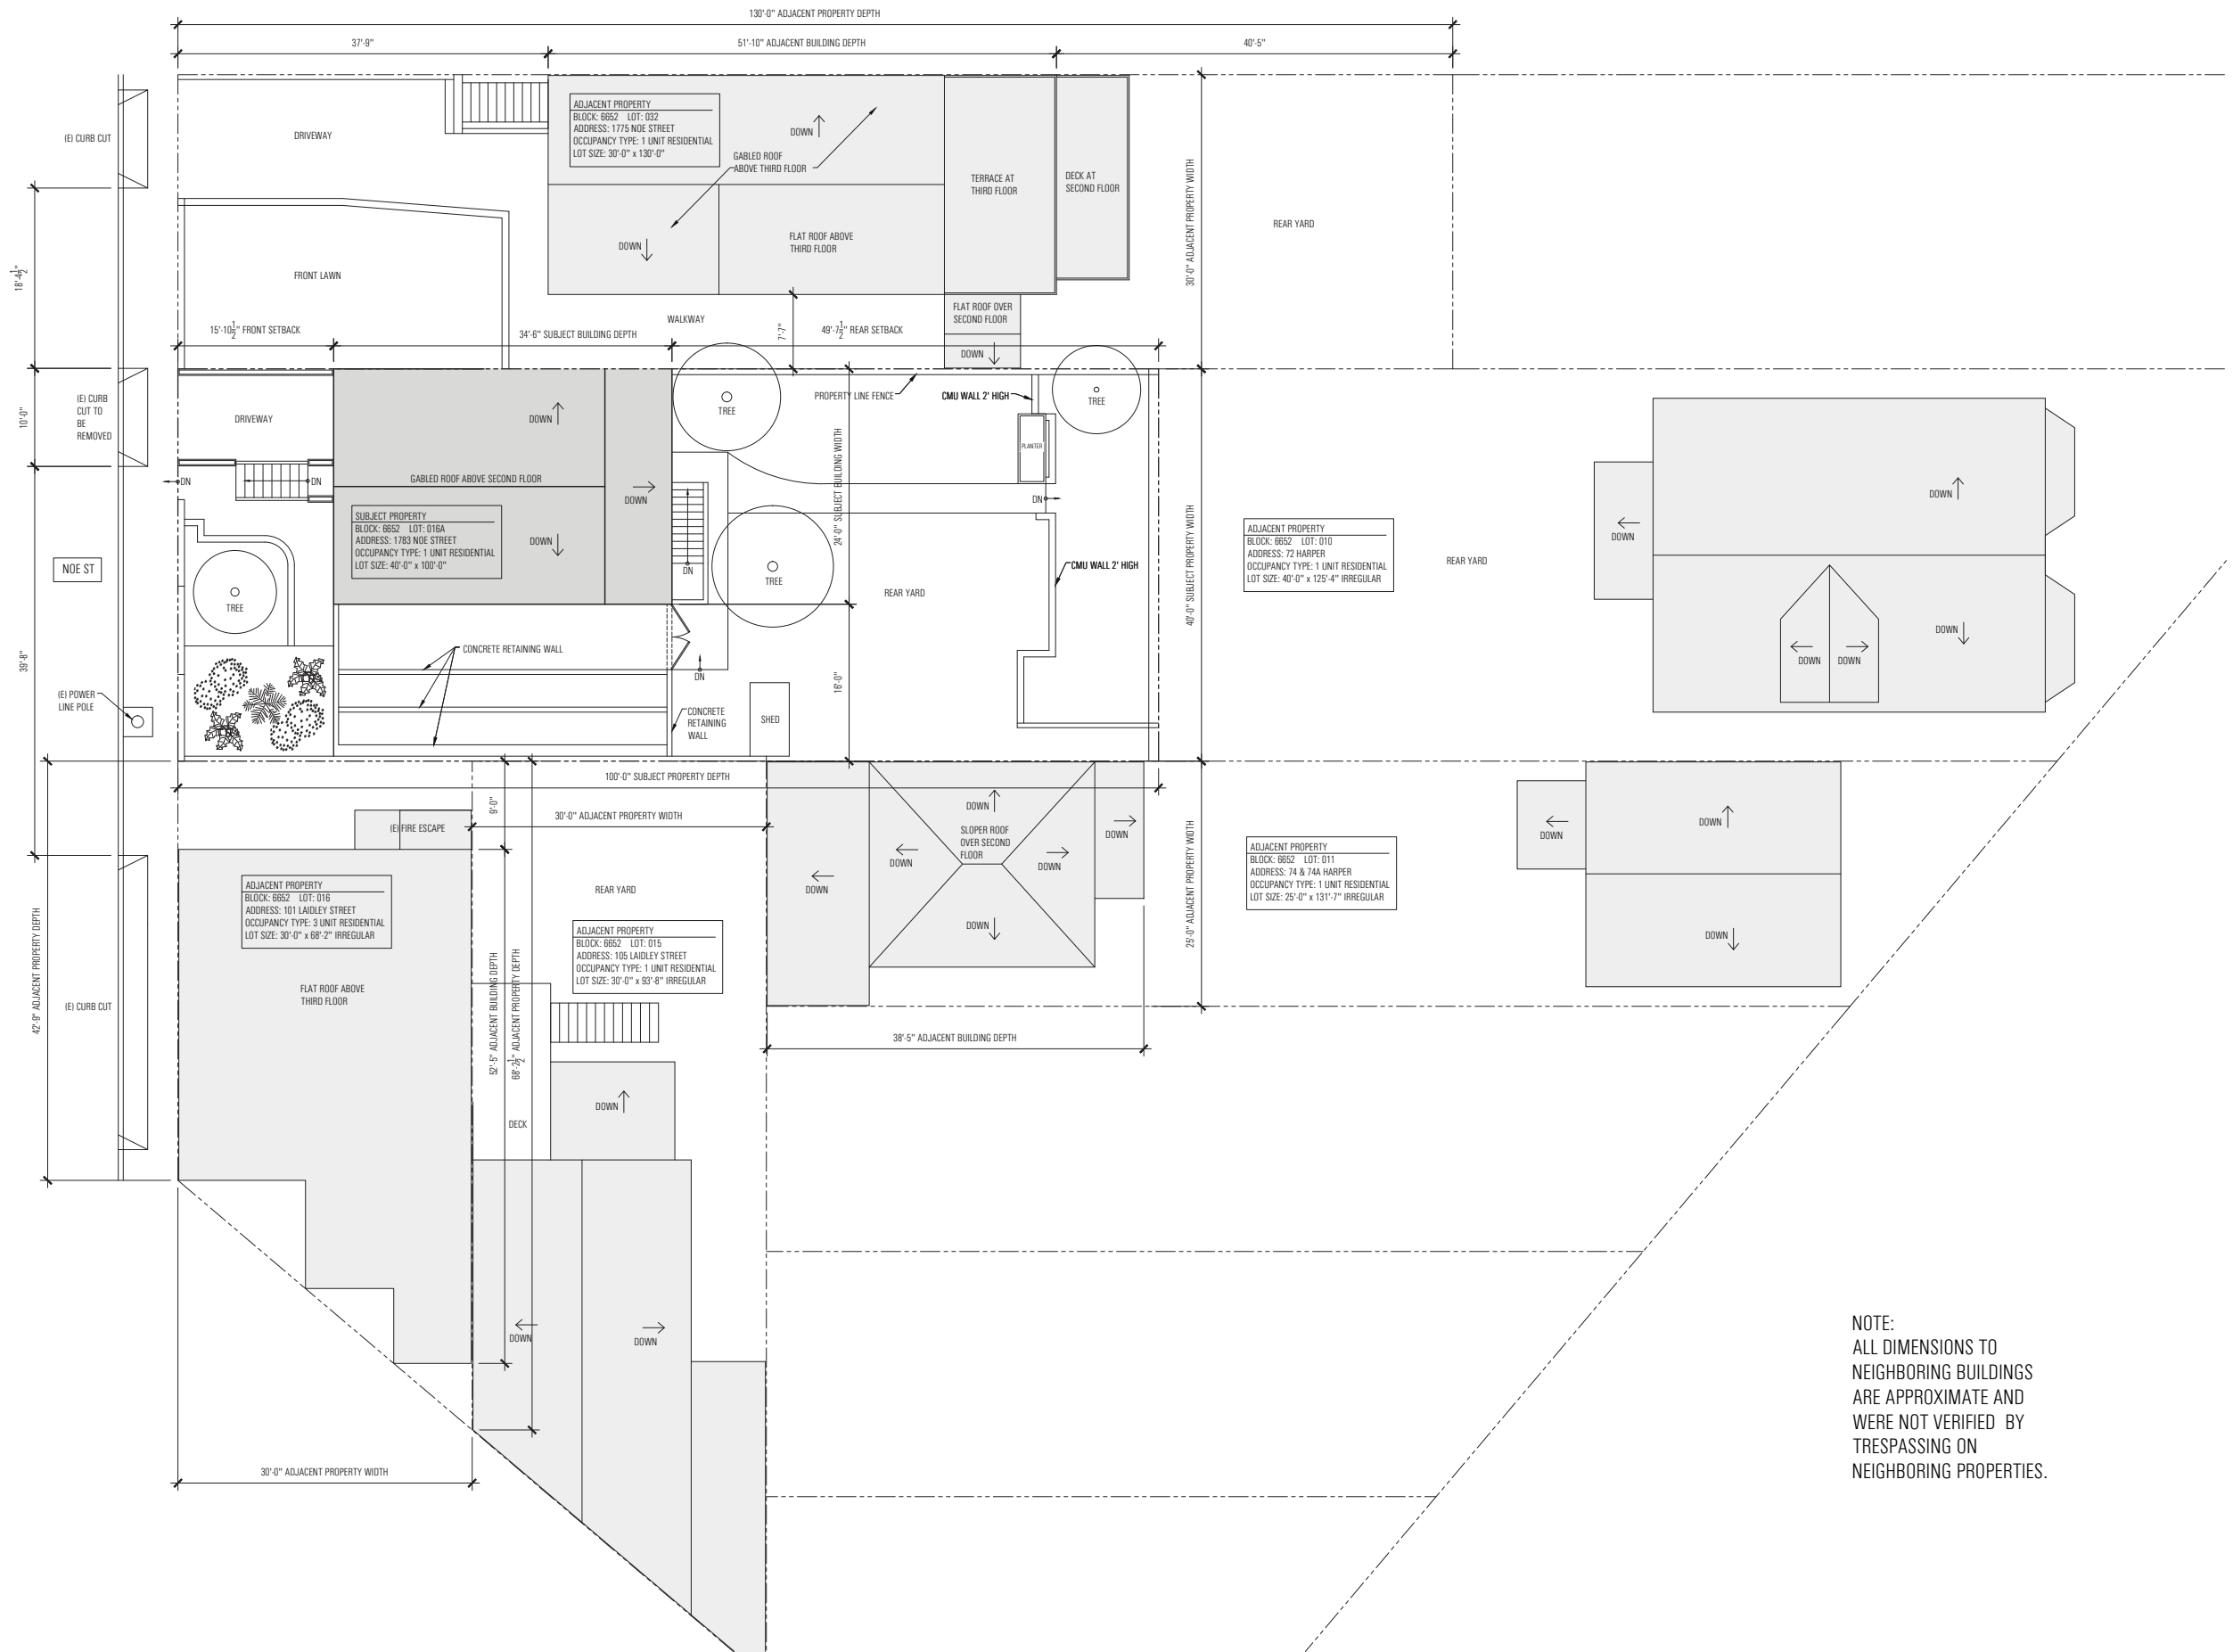 130'-0" ADJACENT PROPERTY DEPTH
37'-9"
51'-10" ADJACENT BUILDING DEPTH
40'-5"
(E) CURB CUT
DRIVEWAY
ADJACENT PROPERTY
BLOCK: 6652 LOT: 032
ADDRESS: 1775 NOE STREET
OCCUPANCY TYPE: 1 UNIT RESIDENTIAL
LOT SIZE: 30'-0" x 130'-0"
DOWN
GABLED ROOF
ABOVE THIRD FLOOR
TERRACE AT
THIRD FLOOR
DECK AT
SECOND FLOOR
30'-0" ADJACENT PROPERTY WIDTH
REAR YARD
DOWN
FLAT ROOF ABOVE
THIRD FLOOR
18'-4 1/2"
FRONT LAWN
15'-10 1/2" FRONT SETBACK
34'-6" SUBJECT BUILDING DEPTH
WALKWAY
7'-7"
49'-7 1/2" REAR SETBACK
FLAT ROOF OVER
SECOND FLOOR
DOWN
10'-0"
(E) CURB
CUT TO
BE
REMOVED
DRIVEWAY
DOWN
TREE
PROPERTY LINE FENCE
CMU WALL 2' HIGH
TREE
PLANTER
DN
DN
GABLED ROOF ABOVE SECOND FLOOR
DOWN
24'-0" SUBJECT BUILDING WIDTH
DN
SUBJECT PROPERTY
BLOCK: 6652 LOT: 016A
ADDRESS: 1783 NOE STREET
OCCUPANCY TYPE: 1 UNIT RESIDENTIAL
LOT SIZE: 40'-0" x 100'-0"
DOWN
NOE ST
TREE
DN
TREE
CMU WALL 2' HIGH
REAR YARD
40'-0" SUBJECT PROPERTY WIDTH
ADJACENT PROPERTY
BLOCK: 6652 LOT: 010
ADDRESS: 72 HARPER
OCCUPANCY TYPE: 1 UNIT RESIDENTIAL
LOT SIZE: 40'-0" x 125'-4" IRREGULAR
REAR YARD
DOWN
DOWN
DOWN
DOWN
DOWN
39'-8"
CONCRETE RETAINING WALL
DN
16'-0"
(E) POWER
LINE POLE
CONCRETE
RETAINING
WALL
SHED
100'-0" SUBJECT PROPERTY DEPTH
9'-0"
30'-0" ADJACENT PROPERTY WIDTH
(E) FIRE ESCAPE
DOWN
SLOPER ROOF
OVER SECOND
FLOOR
DOWN
DOWN
DOWN
DOWN
DOWN
25'-0" ADJACENT PROPERTY WIDTH
ADJACENT PROPERTY
BLOCK: 6652 LOT: 011
ADDRESS: 74 & 74A HARPER
OCCUPANCY TYPE: 1 UNIT RESIDENTIAL
LOT SIZE: 25'-0" x 131'-7" IRREGULAR
DOWN
DOWN
DOWN
42'-9" ADJACENT PROPERTY DEPTH
(E) CURB CUT
ADJACENT PROPERTY
BLOCK: 6652 LOT: 016
ADDRESS: 101 LAIDLEY STREET
OCCUPANCY TYPE: 3 UNIT RESIDENTIAL
LOT SIZE: 30'-0" x 68'-2" IRREGULAR
FLAT ROOF ABOVE
THIRD FLOOR
REAR YARD
ADJACENT PROPERTY
BLOCK: 6652 LOT: 015
ADDRESS: 105 LAIDLEY STREET
OCCUPANCY TYPE: 1 UNIT RESIDENTIAL
LOT SIZE: 30'-0" x 93'-8" IRREGULAR
52'-5" ADJACENT BUILDING DEPTH
68'-2 1/2" ADJACENT PROPERTY DEPTH
38'-5" ADJACENT BUILDING DEPTH
DOWN
DECK
DOWN
DOWN
30'-0" ADJACENT PROPERTY WIDTH
NOTE:
ALL DIMENSIONS TO
NEIGHBORING BUILDINGS
ARE APPROXIMATE AND
WERE NOT VERIFIED BY
TRESPASSING ON
NEIGHBORING PROPERTIES.